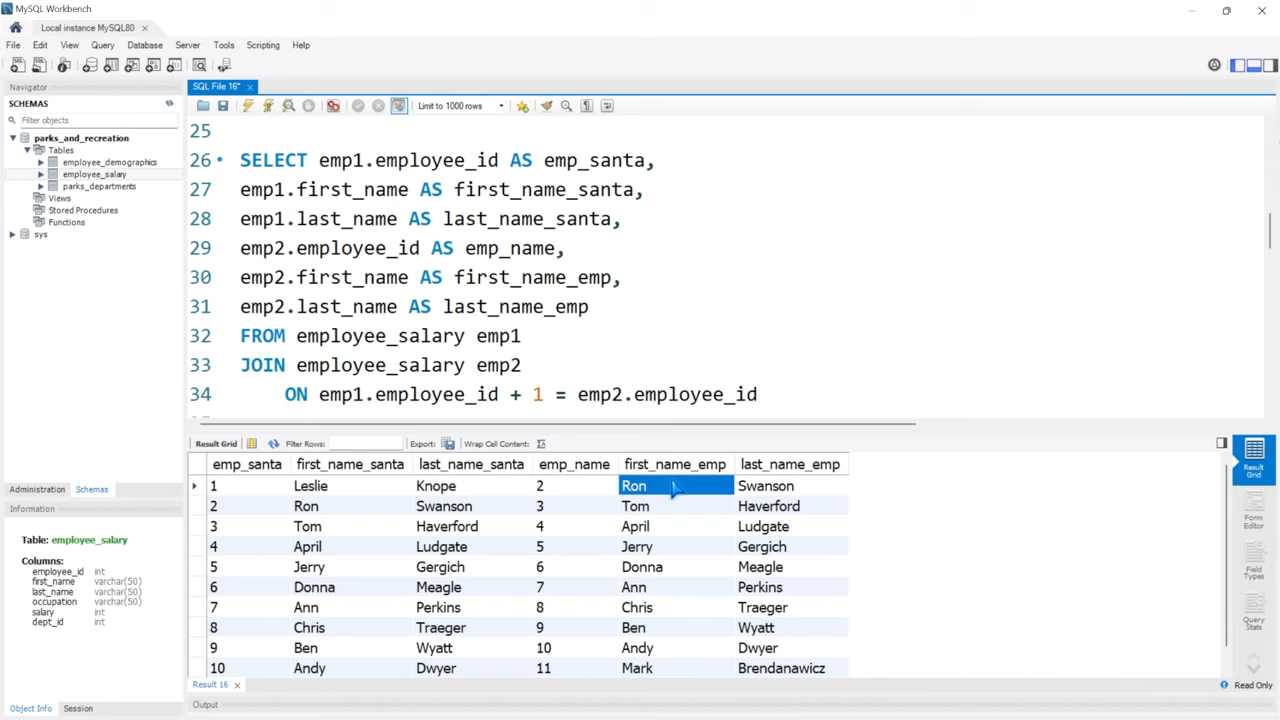 MySQL Workbench
Local instance MySQL80
File Edit View Query Database Server Tools Scripting Help
Navigator
SCHEMAS
Filter objects
parks_and_recreation
Tables
employee_demographics
employee_salary
parks_departments
Views
Stored Procedures
Functions
sys
Administration Schemas
Information
Table: employee_salary
Columns:
employee_id int
first_name varchar(50)
last_name varchar(50)
occupation varchar(50)
salary int
dept_id int
Object Info Session
SQL File 16*
Limit to 1000 rows
25
26 SELECT emp1.employee_id AS emp_santa,
27 emp1.first_name AS first_name_santa,
28 emp1.last_name AS last_name_santa,
29 emp2.employee_id AS emp_name,
30 emp2.first_name AS first_name_emp,
31 emp2.last_name AS last_name_emp
32 FROM employee_salary emp1
33 JOIN employee_salary emp2
34 ON emp1.employee_id + 1 = emp2.employee_id
Result Grid Filter Rows: Export: Wrap Cell Content:
emp_santa first_name_santa last_name_santa emp_name first_name_emp last_name_emp
1 Leslie Knope 2 Ron Swanson
2 Ron Swanson 3 Tom Haverford
3 Tom Haverford 4 April Ludgate
4 April Ludgate 5 Jerry Gergich
5 Jerry Gergich 6 Donna Meagle
6 Donna Meagle 7 Ann Perkins
7 Ann Perkins 8 Chris Traeger
8 Chris Traeger 9 Ben Wyatt
9 Ben Wyatt 10 Andy Dwyer
10 Andy Dwyer 11 Mark Brendanawicz
Result 16
Output
Result
Grid
Form
Editor
Field
Types
Query
Stats
Read Only